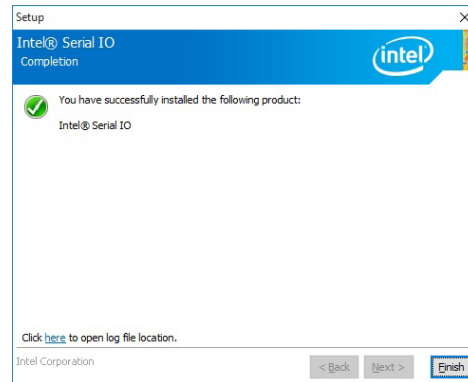 Setup
Intel® Serial IO
Completion
intel
You have successfully installed the following product:
Intel® Serial IO
Click here to open log file location.
Intel Corporation
< Back
Next >
Finish